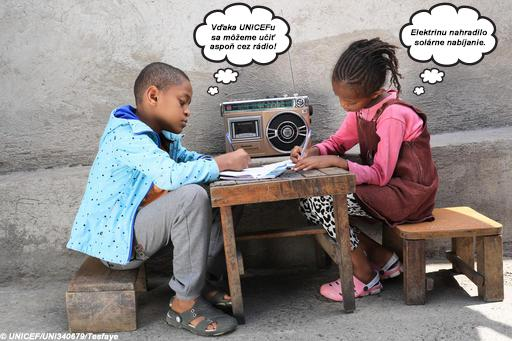 Vďaka UNICEFu
sa môžeme učiť
aspoň cez rádio!
Elektrinu nahradilo
solárne nabíjanie.
© UNICEF/UNI340679/Tesfaye